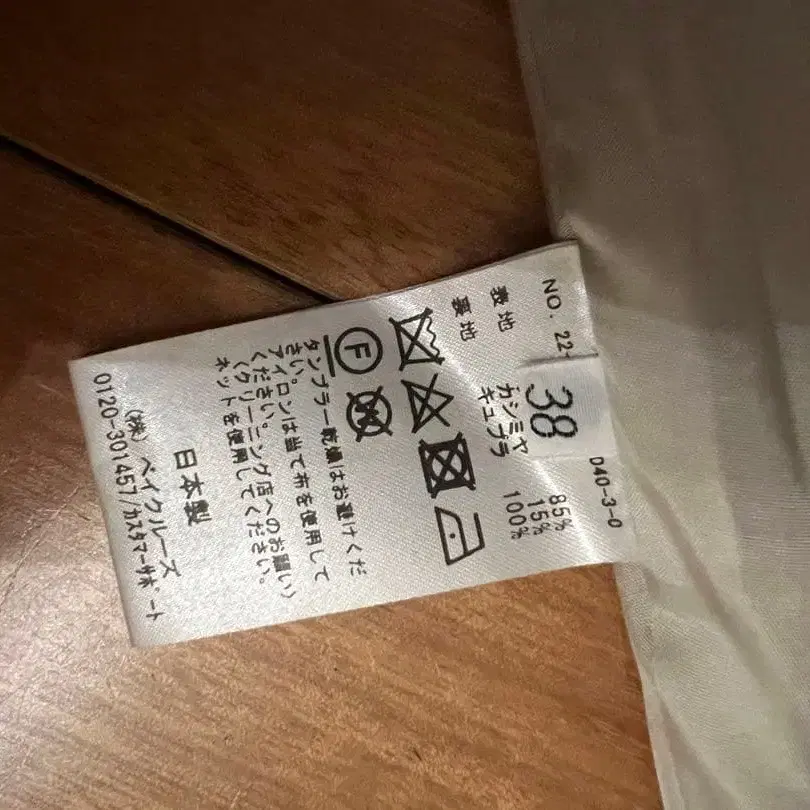 NO. 22-
D40-3-0
38
表地 85%
カシミヤ 15%
裏地 キュプラ 100%
F
タンブラー乾燥はお避けくだ
さい。
アイロンは当て布を使用して
ください。
(クリーニング店へのお願い)
ネットを使用してください。
日本製
(株) ベイクルーズ
0120-301457/カスタマーサポート